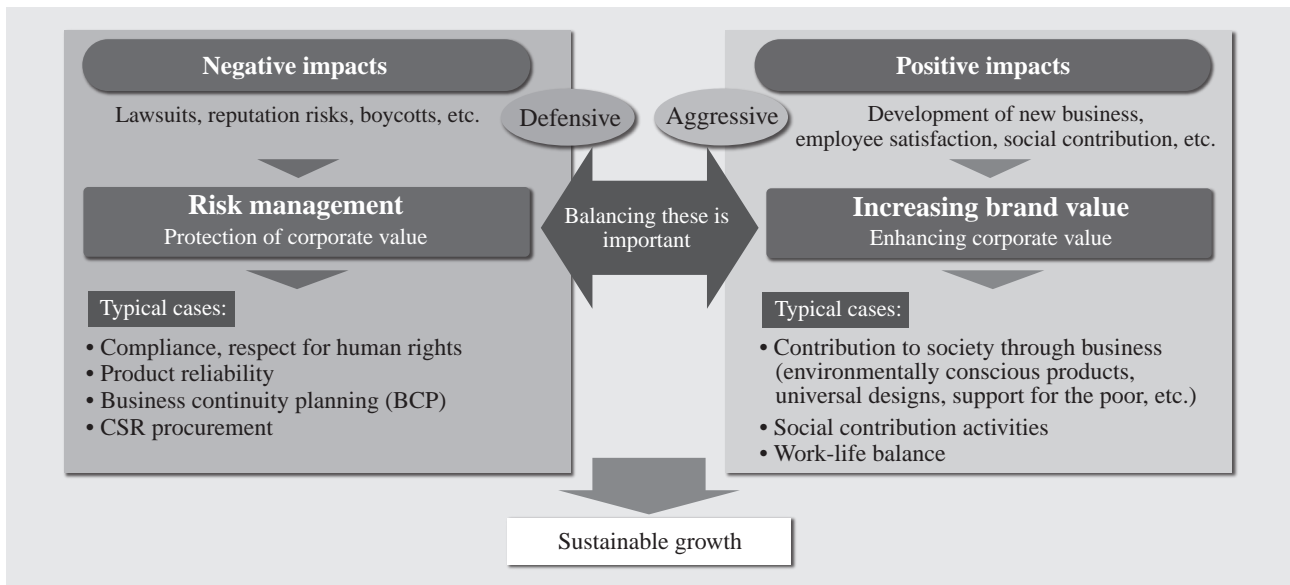 Negative impacts
Lawsuits, reputation risks, boycotts, etc.
Defensive
Risk management
Protection of corporate value
Typical cases:
• Compliance, respect for human rights
• Product reliability
• Business continuity planning (BCP)
• CSR procurement
Balancing these is
important
Positive impacts
Aggressive
Development of new business,
employee satisfaction, social contribution, etc.
Increasing brand value
Enhancing corporate value
Typical cases:
• Contribution to society through business
(environmentally conscious products,
universal designs, support for the poor, etc.)
• Social contribution activities
• Work-life balance
Sustainable growth